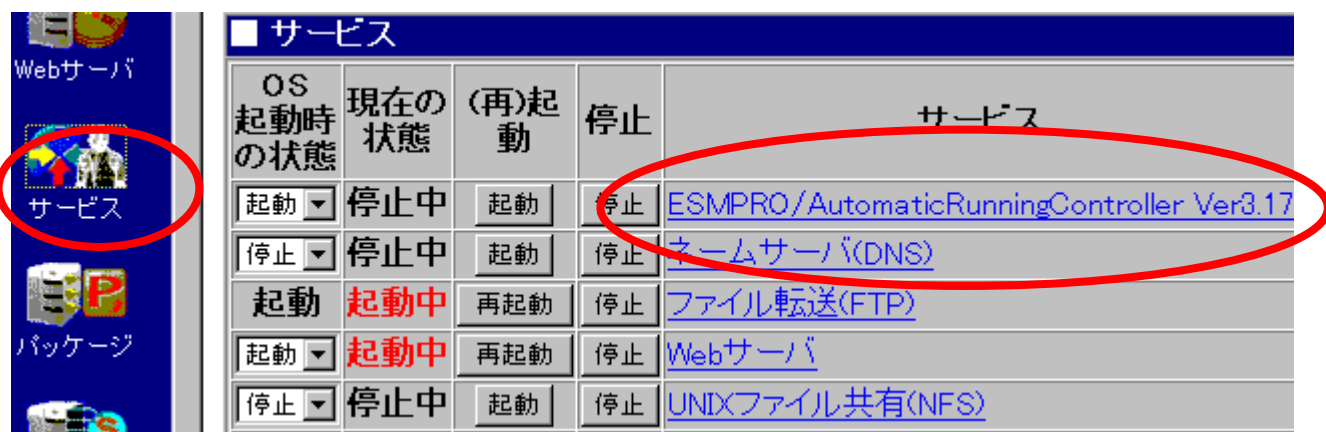 Webサーバ
サービス
パッケージ
■ サービス
OS
起動時
の状態
現在の
状態
(再)起
動
停止
サービス
起動 停止中 起動 停止 ESMPRO/AutomaticRunningController Ver3.17
停止 停止中 起動 停止 ネームサーバ(DNS)
起動 起動中 再起動 停止 ファイル転送(FTP)
起動 起動中 再起動 停止 Webサーバ
停止 停止中 起動 停止 UNIXファイル共有(NFS)